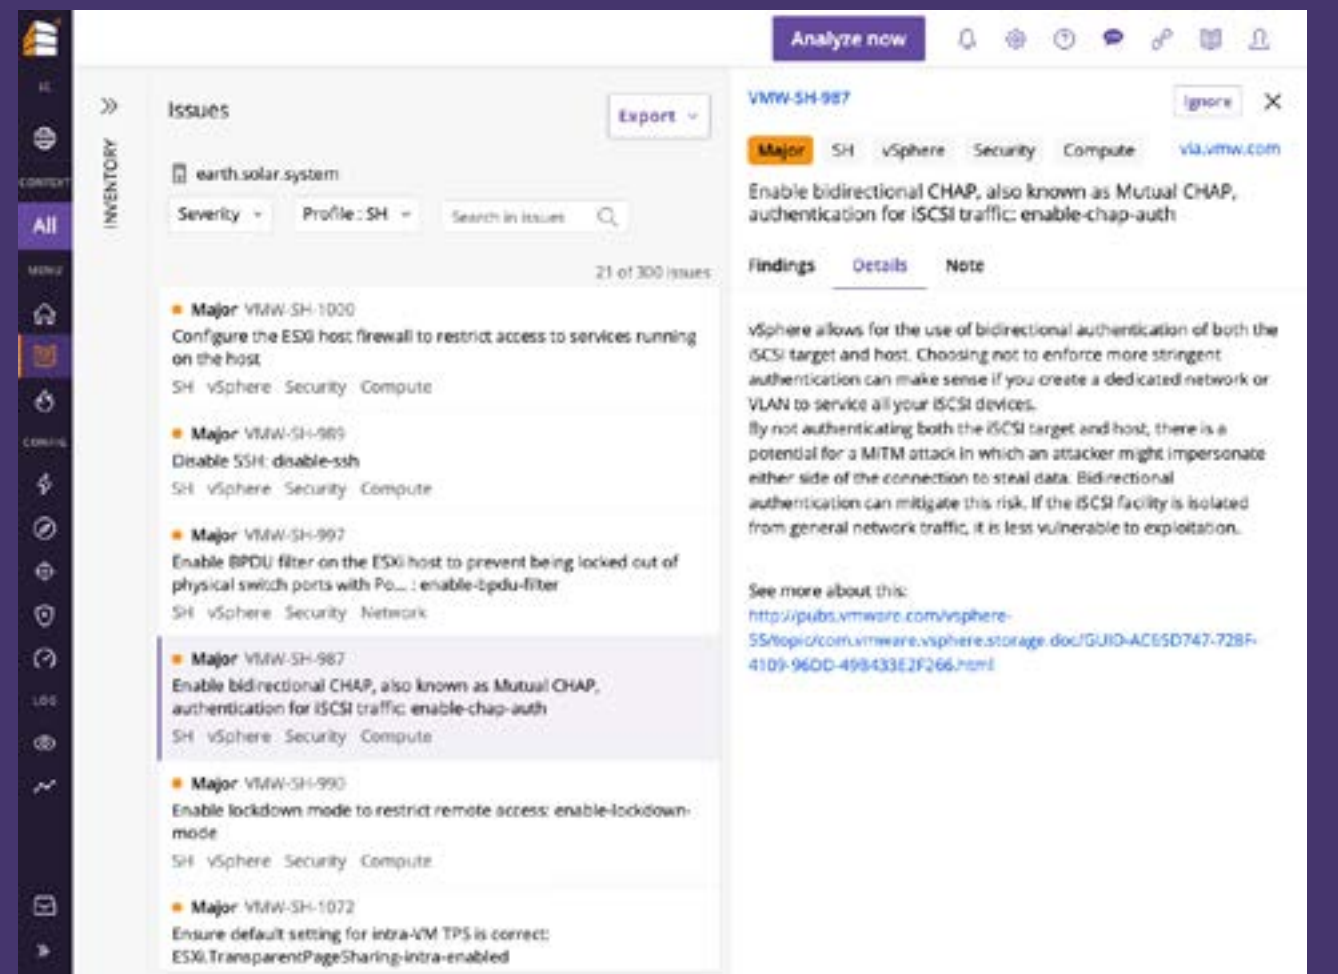 Analyze now
CONTEXT
All
MENU
CONFIG
LOG
INVENTORY
Issues
Export
earth.solar.system
Severity
Profile : SH
Search in issues
21 of 300 issues
Major VMW-SH-1000
Configure the ESXi host firewall to restrict access to services running
on the host
SH vSphere Security Compute
Major VMW-SH-989
Disable SSH: disable-ssh
SH vSphere Security Compute
Major VMW-SH-997
Enable BPDU filter on the ESXi host to prevent being locked out of
physical switch ports with Po... : enable-bpdu-filter
SH vSphere Security Network
Major VMW-SH-987
Enable bidirectional CHAP, also known as Mutual CHAP,
authentication for iSCSI traffic: enable-chap-auth
SH vSphere Security Compute
Major VMW-SH-990
Enable lockdown mode to restrict remote access: enable-lockdown-
mode
SH vSphere Security Compute
Major VMW-SH-1072
Ensure default setting for intra-VM TPS is correct:
ESXi.TransparentPageSharing-intra-enabled
VMW-SH-987
Ignore
Major SH vSphere Security Compute via.vmw.com
Enable bidirectional CHAP, also known as Mutual CHAP,
authentication for iSCSI traffic: enable-chap-auth
Findings Details Note
vSphere allows for the use of bidirectional authentication of both the
iSCSI target and host. Choosing not to enforce more stringent
authentication can make sense if you create a dedicated network or
VLAN to service all your iSCSI devices.
By not authenticating both the iSCSI target and host, there is a
potential for a MiTM attack in which an attacker might impersonate
either side of the connection to steal data. Bidirectional
authentication can mitigate this risk. If the iSCSI facility is isolated
from general network traffic, it is less vulnerable to exploitation.
See more about this:
http://pubs.vmware.com/vsphere-
55/topic/com.vmware.vsphere.storage.doc/GUID-AC65D747-728F-
4109-96DD-49B433E2F266.html